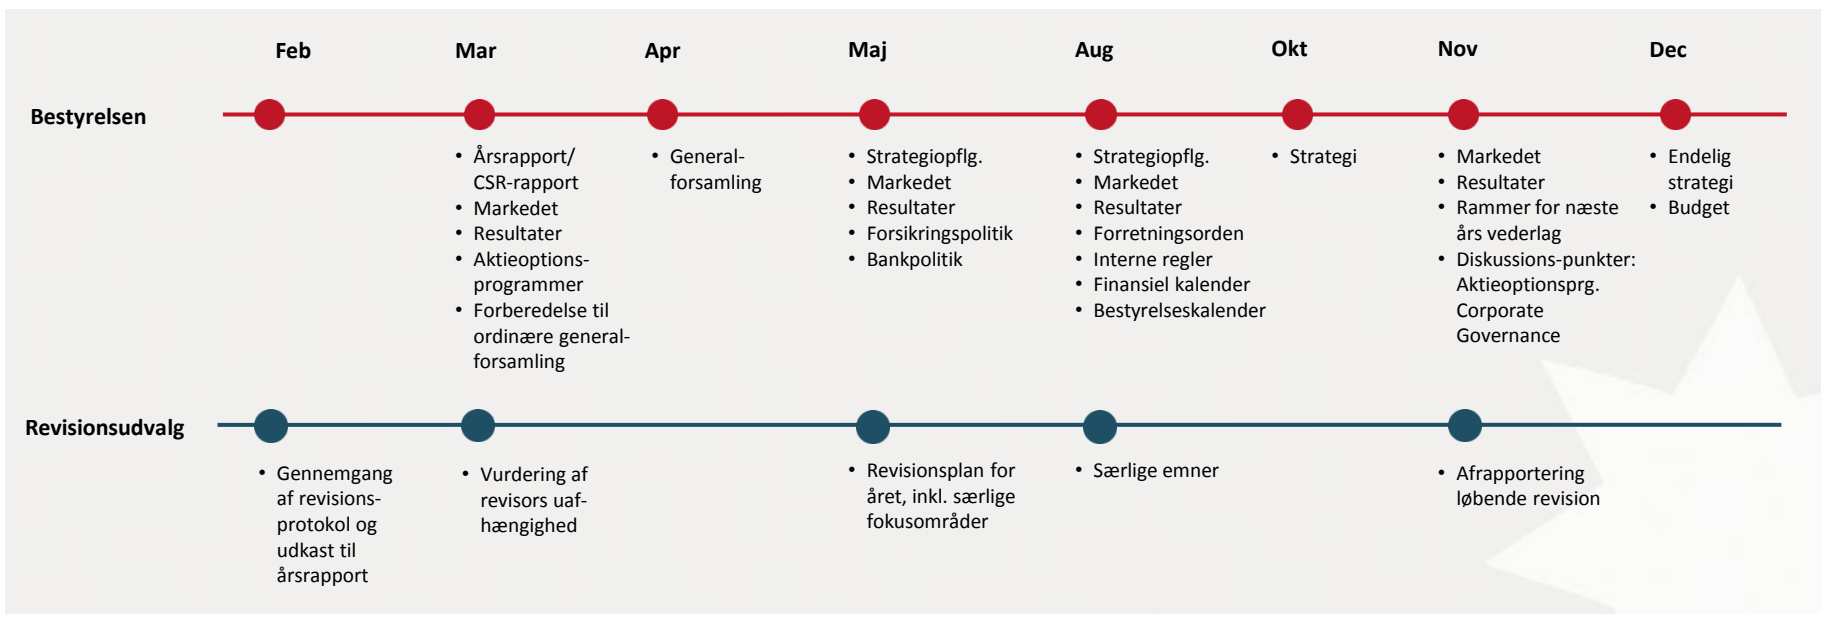 Feb
Mar
Apr
Maj
Aug
Okt
Nov
Dec
Bestyrelsen
• Årsrapport/
CSR-rapport
• Markedet
• Resultater
• Aktieoptions-
programmer
• Forberedelse til
ordinære general-
forsamling
• General-
forsamling
• Strategiopflg.
• Markedet
• Resultater
• Forsikringspolitik
• Bankpolitik
• Strategiopflg.
• Markedet
• Resultater
• Forretningsorden
• Interne regler
• Finansiel kalender
• Bestyrelseskalender
• Strategi
• Markedet
• Resultater
• Rammer for næste
års vederlag
• Diskussions-punkter:
Aktieoptionsprg.
Corporate
Governance
• Endelig
strategi
• Budget
Revisionsudvalg
• Gennemgang
af revisions-
protokol og
udkast til
årsrapport
• Vurdering af
revisors uaf-
hængighed
• Revisionsplan for
året, inkl. særlige
fokusområder
• Særlige emner
• Afrapportering
løbende revision